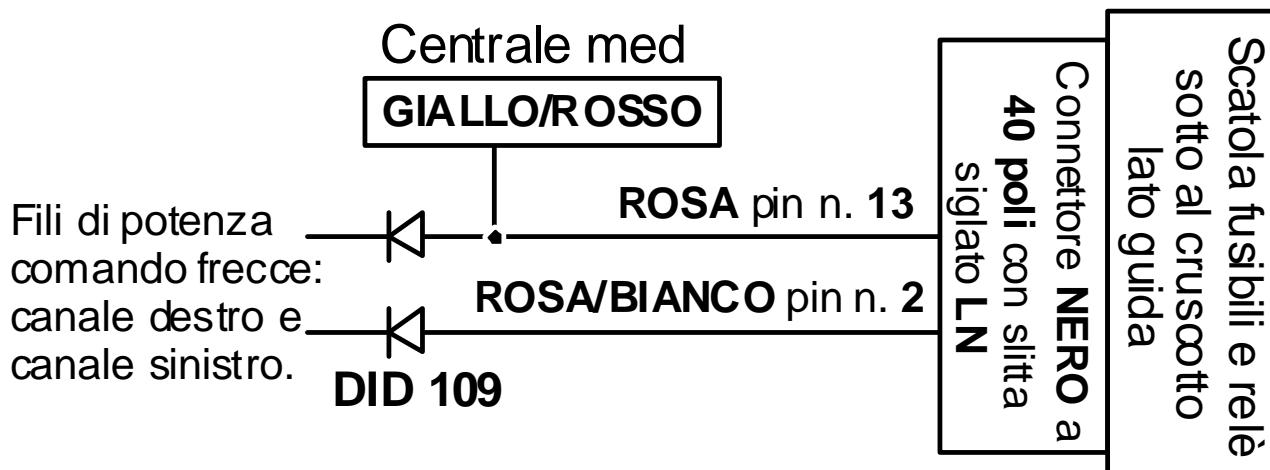 Centrale med
GIALLO/ROSSO
Fili di potenza
comando frecce:
canale destro e
canale sinistro.
ROSA pin n. 13
ROSA/BIANCO pin n. 2
DID 109
Connettore NERO a
40 poli con slitta
siglato LN
Scatola fusibili e relè
sotto al cruscotto
lato guida